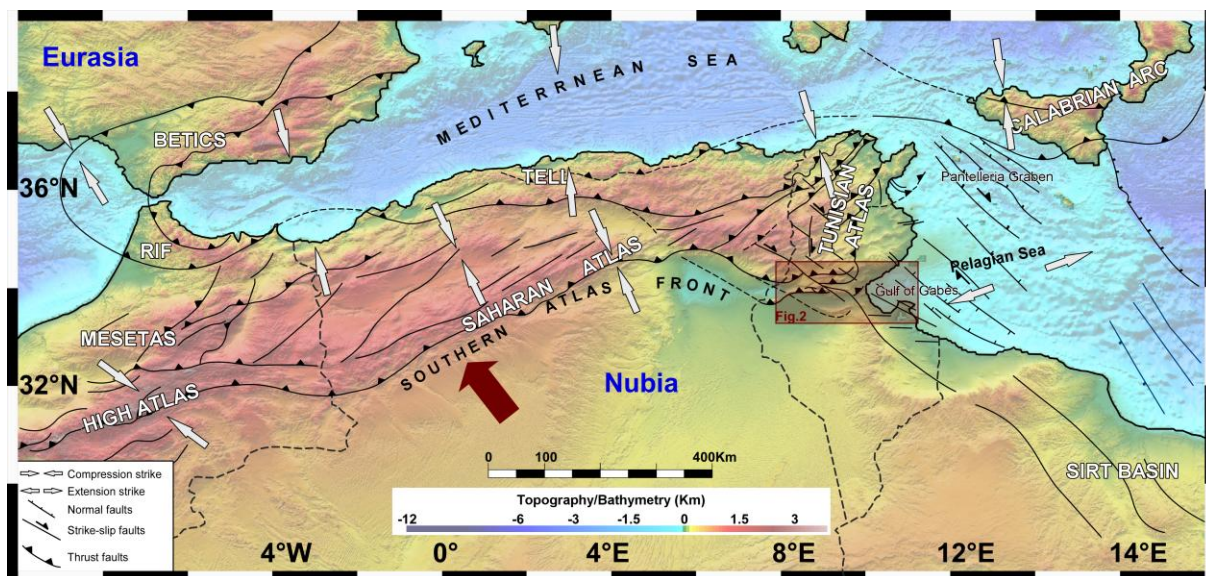 Eurasia
MEDITERRNEAN SEA
CALABRIAN ARC
BETICS
36°N
TELL
Pantelleria Graben
TUNISIAN
ATLAS
RIF
Pelagian Sea
SAHARAN ATLAS
Gulf of Gabes
SOUTHERN ATLAS FRONT
Fig.2
MESETAS
32°N
Nubia
HIGH ATLAS
0 100 400Km
SIRT BASIN
Compression strike
Extension strike
Normal faults
Strike-slip faults
Thrust faults
Topography/Bathymetry (Km)
-12 -6 -3 -1.5 0 1.5 3
4°W 0° 4°E 8°E 12°E 14°E